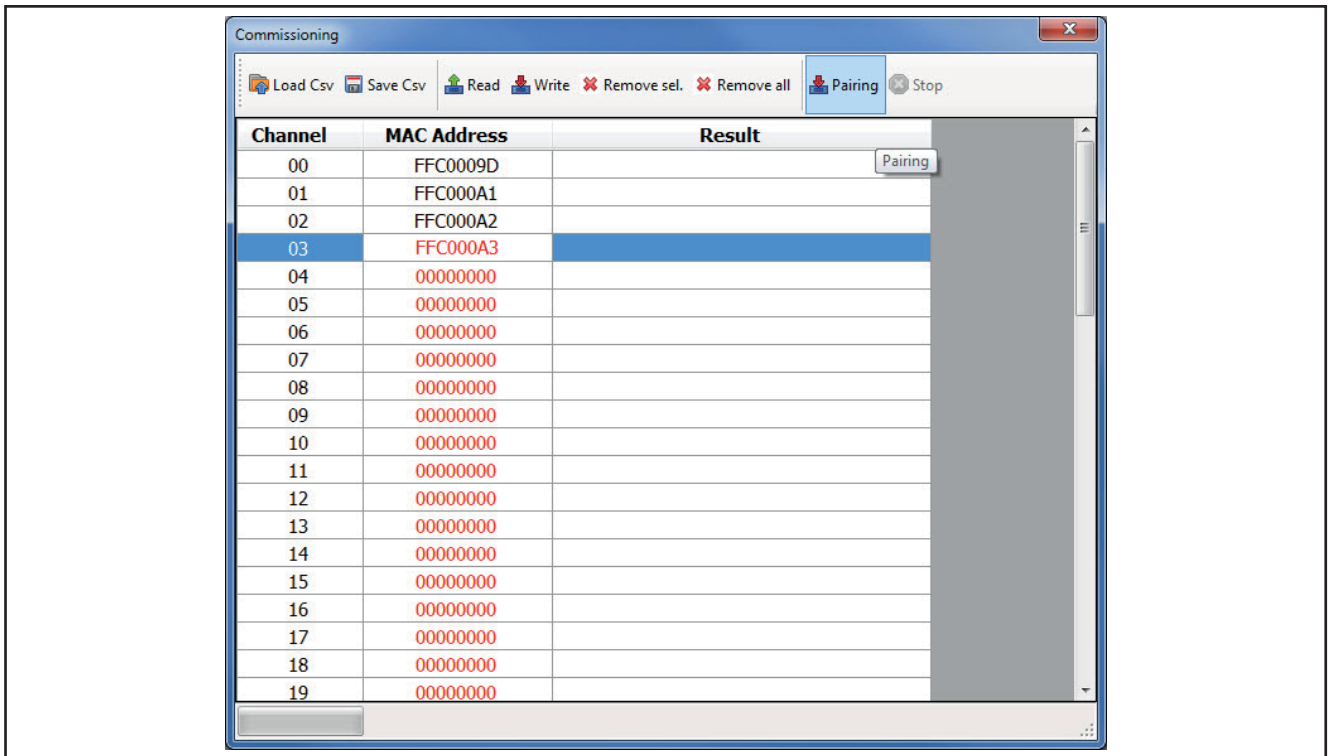 Commissioning
Load Csv Save Csv Read Write Remove sel. Remove all Pairing Stop
Channel MAC Address Result
Pairing
00 FFC0009D
01 FFC000A1
02 FFC000A2
03 FFC000A3
04 00000000
05 00000000
06 00000000
07 00000000
08 00000000
09 00000000
10 00000000
11 00000000
12 00000000
13 00000000
14 00000000
15 00000000
16 00000000
17 00000000
18 00000000
19 00000000